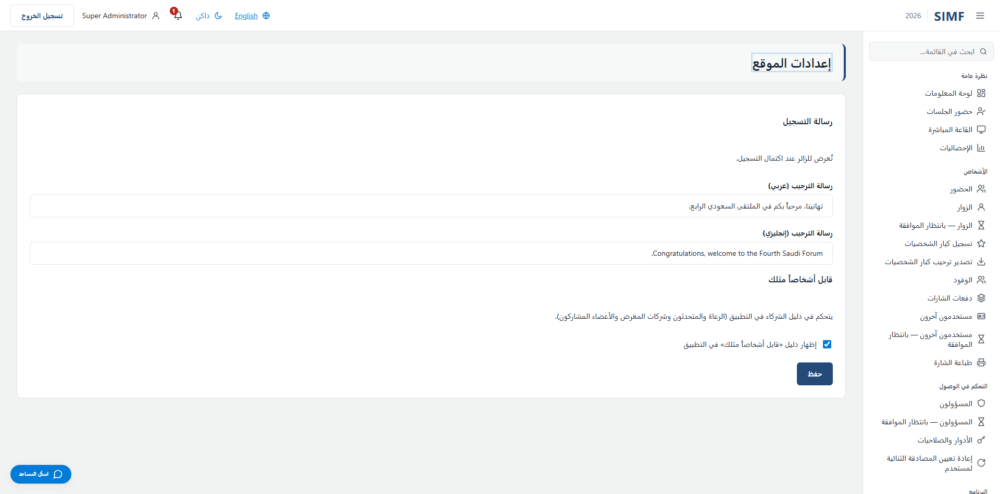 SIMF
2026
English
داكن
1
Super Administrator
تسجيل الخروج
ابحث في القائمة...
نظرة عامة
لوحة المعلومات
حضور الجلسات
القاعة المباشرة
الإحصائيات
الأشخاص
الحضور
الزوار
الزوار — بانتظار الموافقة
تسجيل كبار الشخصيات
تصدير ترحيب كبار الشخصيات
الوفود
دفعات الشارات
مستخدمون آخرون
مستخدمون آخرون — بانتظار
الموافقة
طباعة الشارة
التحكم في الوصول
المسؤولون
المسؤولون — بانتظار الموافقة
الأدوار والصلاحيات
إعادة تعيين المصادقة الثنائية
لمستخدم
البرنامج
إعدادات الموقع
رسالة التسجيل
تُعرض للزائر عند اكتمال التسجيل.
رسالة الترحيب (عربي)
تهانينا، مرحباً بكم في الملتقى السعودي الرابع.
رسالة الترحيب (إنجليزي)
Congratulations, welcome to the Fourth Saudi Forum.
قابل أشخاصاً مثلك
يتحكم في دليل الشركاء في التطبيق (الرعاة والمتحدثون وشركات المعرض والأعضاء المشاركون).
إظهار دليل «قابل أشخاصاً مثلك» في التطبيق
حفظ
اسأل المساعد